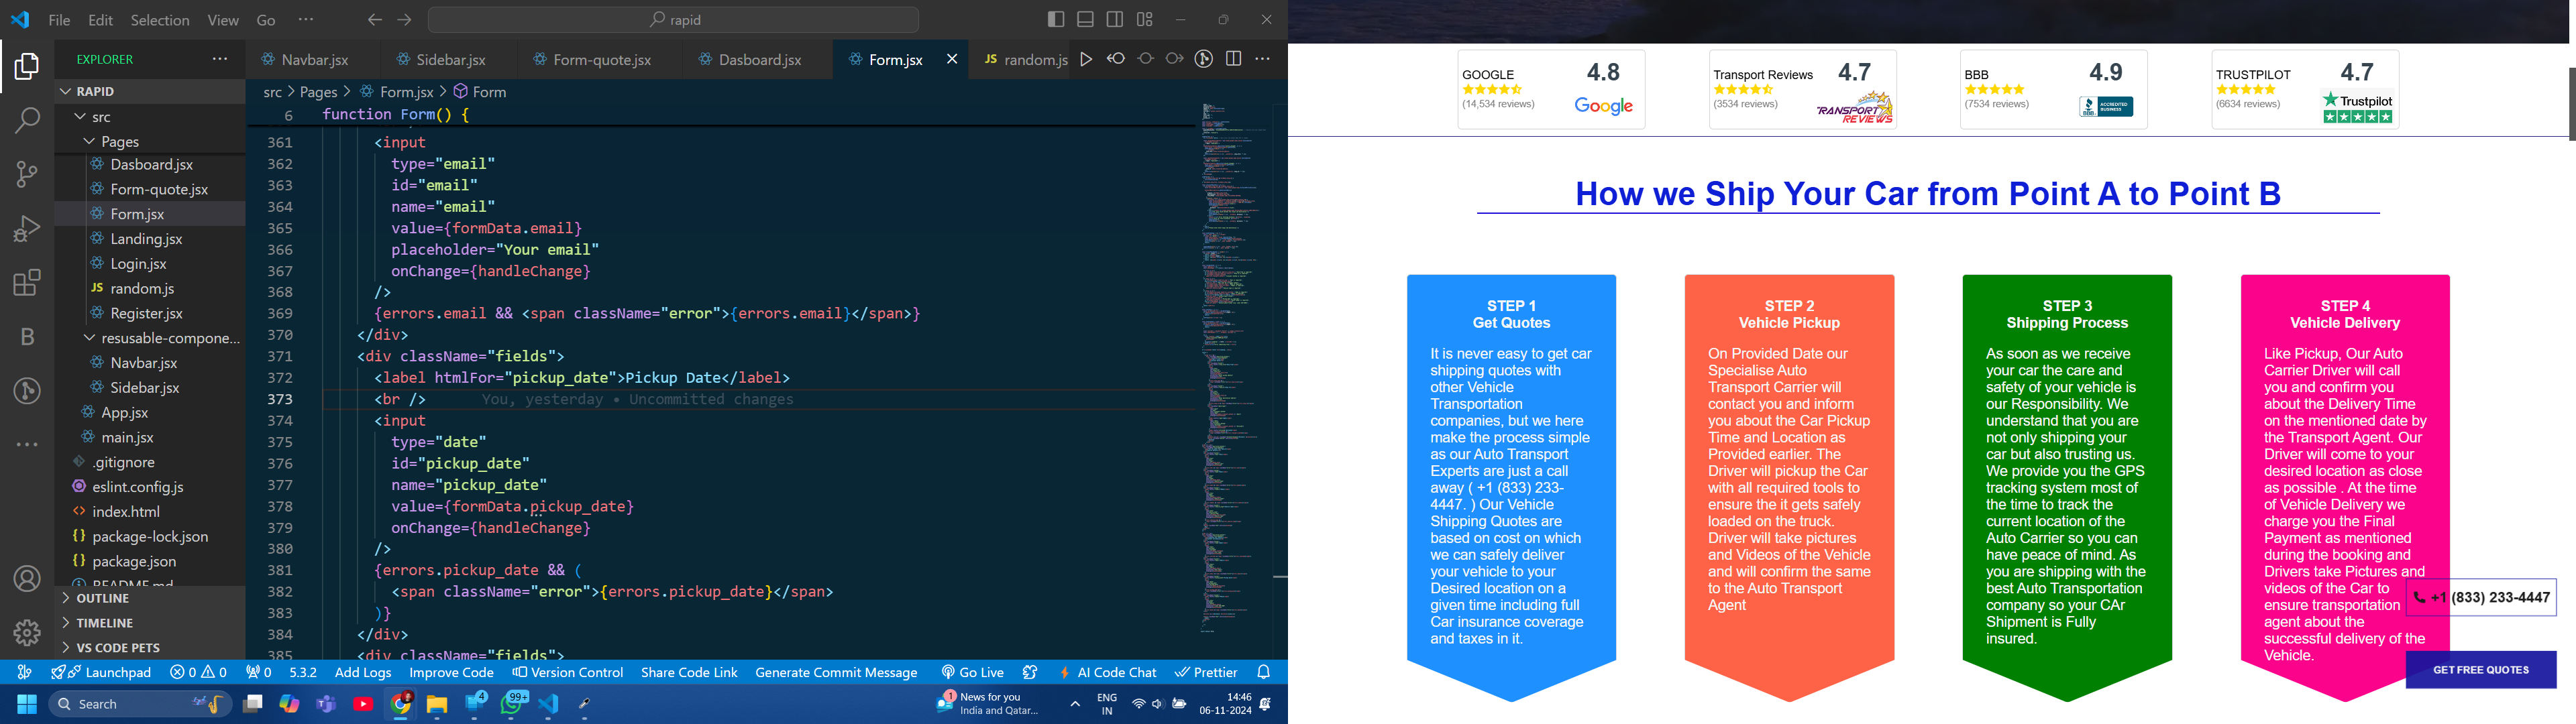 File Edit Selection View Go ··· rapid
EXPLORER ···
Navbar.jsx Sidebar.jsx Form-quote.jsx Dasboard.jsx Form.jsx JS random.js
RAPID
src
Pages
Dasboard.jsx
Form-quote.jsx
Form.jsx
Landing.jsx
Login.jsx
JS random.js
Register.jsx
resusable-compone...
Navbar.jsx
Sidebar.jsx
App.jsx
main.jsx
.gitignore
eslint.config.js
index.html
package-lock.json
package.json
README.md
OUTLINE
TIMELINE
VS CODE PETS
src > Pages > Form.jsx > Form
6 function Form() {
361 <input
362 type="email"
363 id="email"
364 name="email"
365 value={formData.email}
366 placeholder="Your email"
367 onChange={handleChange}
368 />
369 {errors.email && <span className="error">{errors.email}</span>}
370 </div>
371 <div className="fields">
372 <label htmlFor="pickup_date">Pickup Date</label>
373 <br /> You, yesterday • Uncommitted changes
374 <input
375 type="date"
376 id="pickup_date"
377 name="pickup_date"
378 value={formData.pickup_date}
379 onChange={handleChange}
380 />
381 {errors.pickup_date && (
382 <span className="error">{errors.pickup_date}</span>
383 )}
384 </div>
385 <div className="fields">
Launchpad 0 0 0 5.3.2 Add Logs Improve Code Version Control Share Code Link Generate Commit Message Go Live AI Code Chat Prettier
Search 4 99+ 1 News for you
India and Qatar...
ENG
IN
14:46
06-11-2024
GOOGLE
4.8
(14,534 reviews)
Google
Transport Reviews
4.7
(3534 reviews)
TRANSPORT
REVIEWS
BBB
4.9
(7534 reviews)
BBB
ACCREDITED
BUSINESS
TRUSTPILOT
4.7
(6634 reviews)
Trustpilot
How we Ship Your Car from Point A to Point B
STEP 1
Get Quotes
It is never easy to get car
shipping quotes with
other Vehicle
Transportation
companies, but we here
make the process simple
as our Auto Transport
Experts are just a call
away ( +1 (833) 233-
4447. ) Our Vehicle
Shipping Quotes are
based on cost on which
we can safely deliver
your vehicle to your
Desired location on a
given time including full
Car insurance coverage
and taxes in it.
STEP 2
Vehicle Pickup
On Provided Date our
Specialise Auto
Transport Carrier will
contact you and inform
you about the Car Pickup
Time and Location as
Provided earlier. The
Driver will pickup the Car
with all required tools to
ensure the it gets safely
loaded on the truck.
Driver will take pictures
and Videos of the Vehicle
and will confirm the same
to the Auto Transport
Agent
STEP 3
Shipping Process
As soon as we receive
your car the care and
safety of your vehicle is
our Responsibility. We
understand that you are
not only shipping your
car but also trusting us.
We provide you the GPS
tracking system most of
the time to track the
current location of the
Auto Carrier so you can
have peace of mind. As
you are shipping with the
best Auto Transportation
company so your CAr
Shipment is Fully
insured.
STEP 4
Vehicle Delivery
Like Pickup, Our Auto
Carrier Driver will call
you and confirm you
about the Delivery Time
on the mentioned date by
the Transport Agent. Our
Driver will come to your
desired location as close
as possible . At the time
of Vehicle Delivery we
charge you the Final
Payment as mentioned
during the booking and
Drivers take Pictures and
videos of the Car to
ensure transportation
agent about the
successful delivery of the
Vehicle.
+1 (833) 233-4447
GET FREE QUOTES